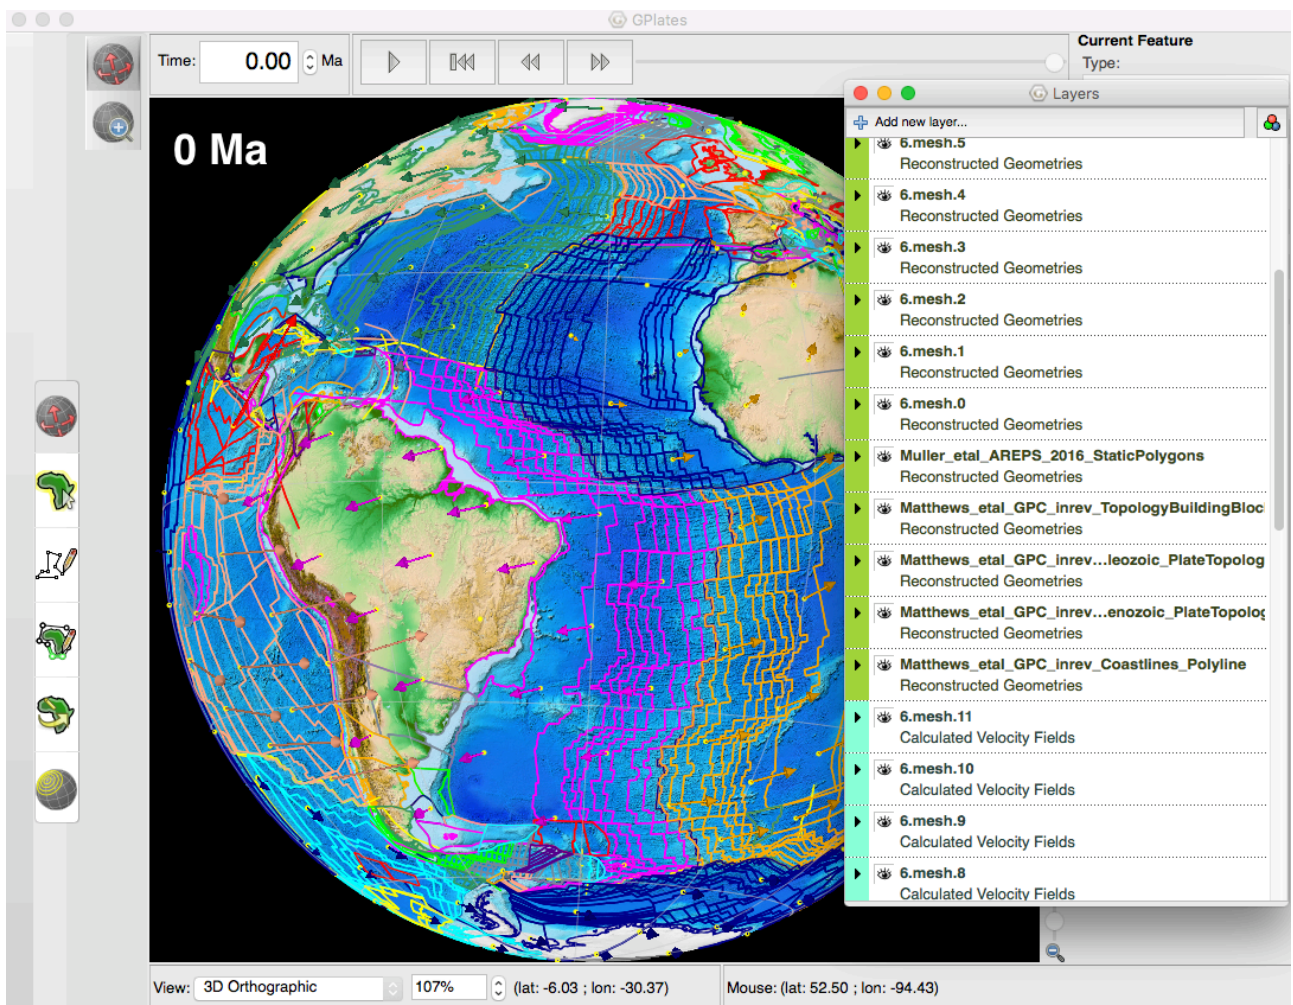 GPlates
Time: 0.00 Ma
Current Feature
Type:
Layers
Add new layer...
0 Ma
6.mesh.5
Reconstructed Geometries
6.mesh.4
Reconstructed Geometries
6.mesh.3
Reconstructed Geometries
6.mesh.2
Reconstructed Geometries
6.mesh.1
Reconstructed Geometries
6.mesh.0
Reconstructed Geometries
Muller_etal_AREPS_2016_StaticPolygons
Reconstructed Geometries
Matthews_etal_GPC_inrev_TopologyBuildingBloc
Reconstructed Geometries
Matthews_etal_GPC_inrev...leozoic_PlateTopolog
Reconstructed Geometries
Matthews_etal_GPC_inrev...enozoic_PlateTopolog
Reconstructed Geometries
Matthews_etal_GPC_inrev_Coastlines_Polyline
Reconstructed Geometries
6.mesh.11
Calculated Velocity Fields
6.mesh.10
Calculated Velocity Fields
6.mesh.9
Calculated Velocity Fields
6.mesh.8
Calculated Velocity Fields
View: 3D Orthographic 107% (lat: -6.03 ; lon: -30.37) Mouse: (lat: 52.50 ; lon: -94.43)